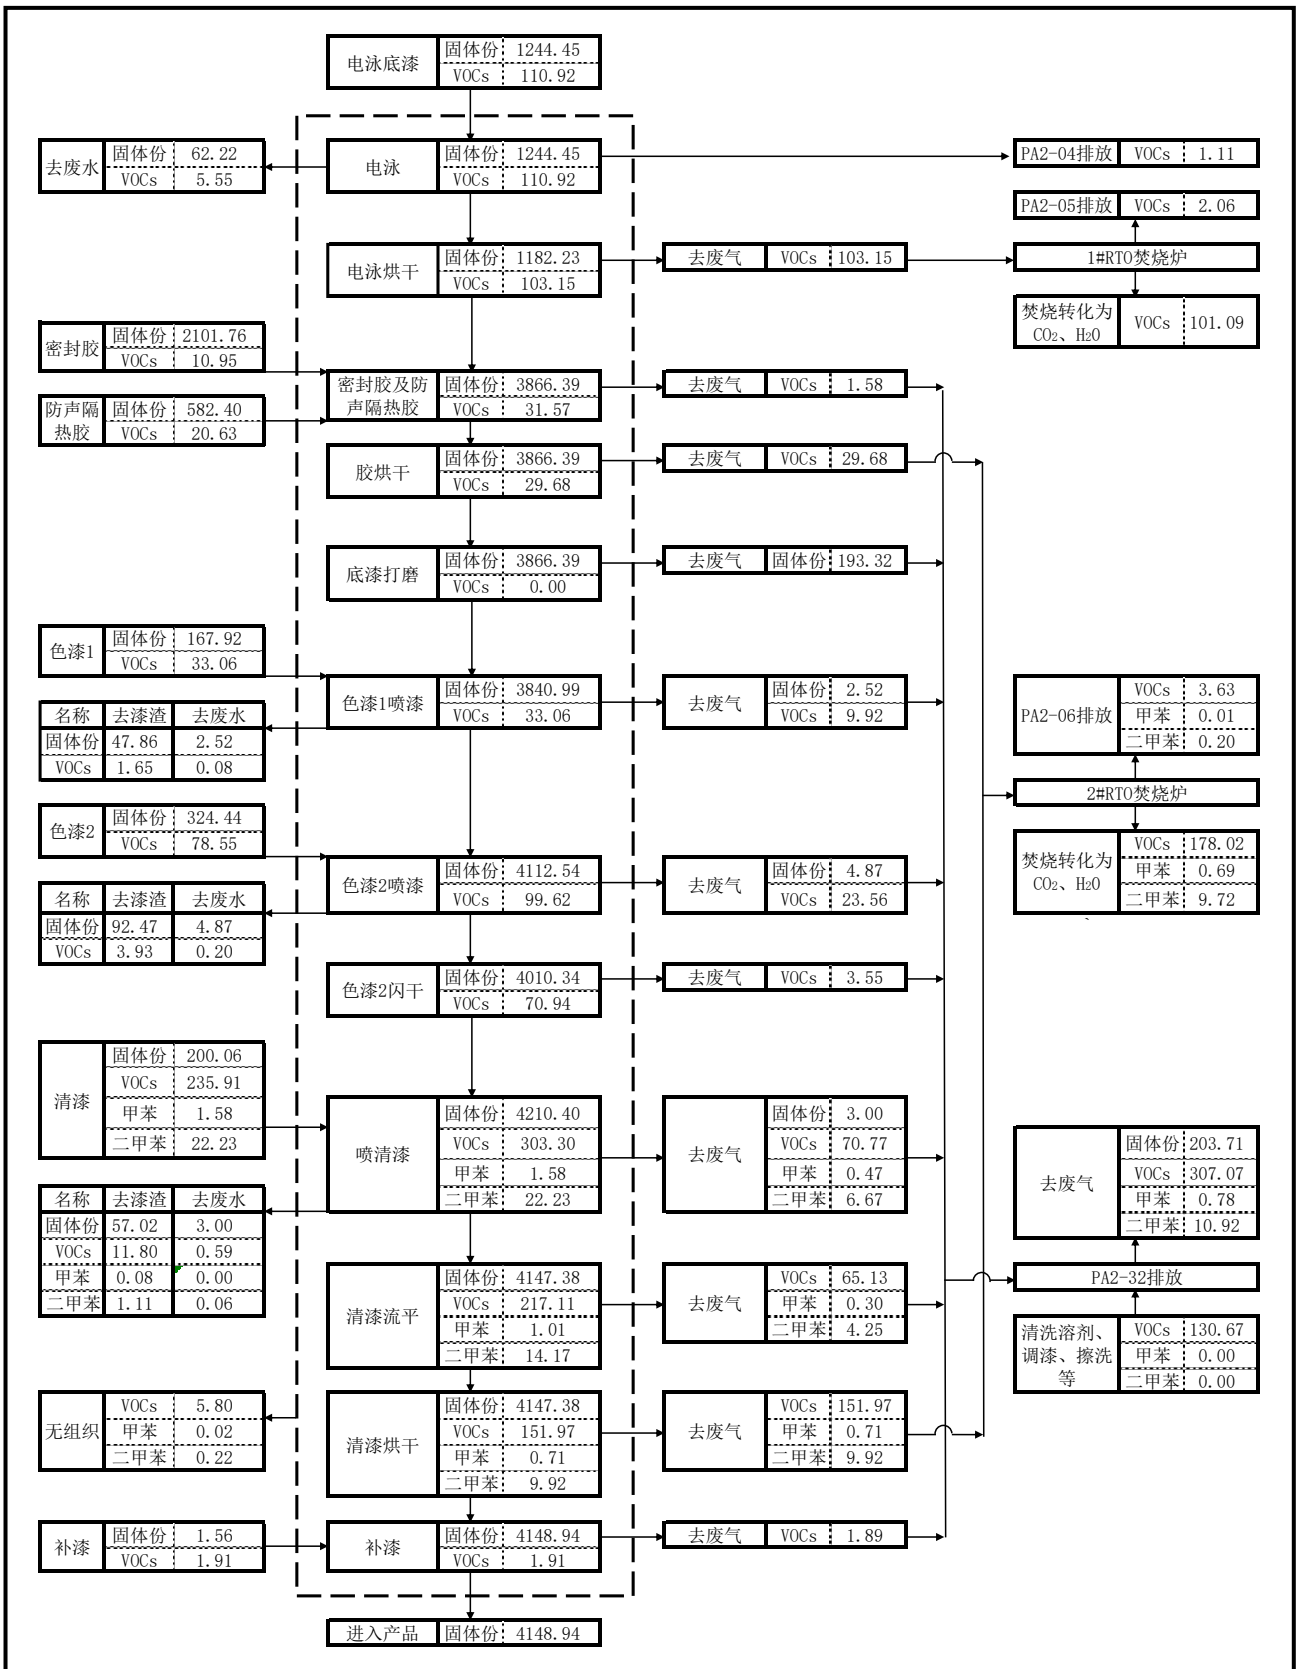 电泳底漆 固体份 1244.45
VOCs 110.92
去废水 固体份 62.22
VOCs 5.55
电泳 固体份 1244.45
VOCs 110.92
PA2-04排放 VOCs 1.11
PA2-05排放 VOCs 2.06
电泳烘干 固体份 1182.23
VOCs 103.15
去废气 VOCs 103.15
1#RTO焚烧炉
焚烧转化为
CO₂、H₂O VOCs 101.09
密封胶 固体份 2101.76
VOCs 10.95
防声隔
热胶 固体份 582.40
VOCs 20.63
密封胶及防
声隔热胶 固体份 3866.39
VOCs 31.57
去废气 VOCs 1.58
胶烘干 固体份 3866.39
VOCs 29.68
去废气 VOCs 29.68
底漆打磨 固体份 3866.39
VOCs 0.00
去废气 固体份 193.32
色漆1 固体份 167.92
VOCs 33.06
色漆1喷漆 固体份 3840.99
VOCs 33.06
去废气 固体份 2.52
VOCs 9.92
名称 去漆渣 去废水
固体份 47.86 2.52
VOCs 1.65 0.08
PA2-06排放 VOCs 3.63
甲苯 0.01
二甲苯 0.20
2#RTO焚烧炉
焚烧转化为
CO₂、H₂O VOCs 178.02
甲苯 0.69
二甲苯 9.72
色漆2 固体份 324.44
VOCs 78.55
色漆2喷漆 固体份 4112.54
VOCs 99.62
去废气 固体份 4.87
VOCs 23.56
名称 去漆渣 去废水
固体份 92.47 4.87
VOCs 3.93 0.20
色漆2闪干 固体份 4010.34
VOCs 70.94
去废气 VOCs 3.55
清漆 固体份 200.06
VOCs 235.91
甲苯 1.58
二甲苯 22.23
喷清漆 固体份 4210.40
VOCs 303.30
甲苯 1.58
二甲苯 22.23
去废气 固体份 3.00
VOCs 70.77
甲苯 0.47
二甲苯 6.67
名称 去漆渣 去废水
固体份 57.02 3.00
VOCs 11.80 0.59
甲苯 0.08 0.00
二甲苯 1.11 0.06
去废气 固体份 203.71
VOCs 307.07
甲苯 0.78
二甲苯 10.92
PA2-32排放
清洗溶剂、
调漆、擦洗
等 VOCs 130.67
甲苯 0.00
二甲苯 0.00
清漆流平 固体份 4147.38
VOCs 217.11
甲苯 1.01
二甲苯 14.17
去废气 VOCs 65.13
甲苯 0.30
二甲苯 4.25
无组织 VOCs 5.80
甲苯 0.02
二甲苯 0.22
清漆烘干 固体份 4147.38
VOCs 151.97
甲苯 0.71
二甲苯 9.92
去废气 VOCs 151.97
甲苯 0.71
二甲苯 9.92
补漆 固体份 1.56
VOCs 1.91
补漆 固体份 4148.94
VOCs 1.91
去废气 VOCs 1.89
进入产品 固体份 4148.94